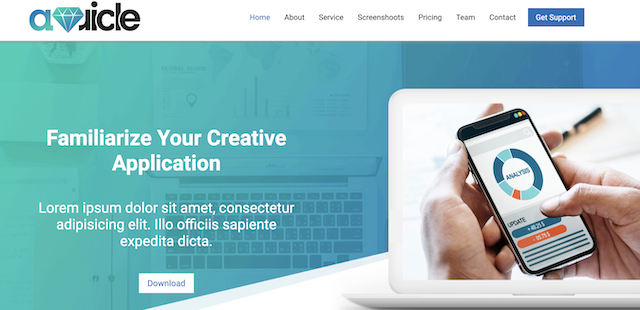 Home About Service Screenshoots Pricing Team Contact Get Support
Familiarize Your Creative
Application
Lorem ipsum dolor sit amet, consectetur
adipisicing elit. Illo officiis sapiente
expedita dicta.
Download
ANALYSIS
UPDATE